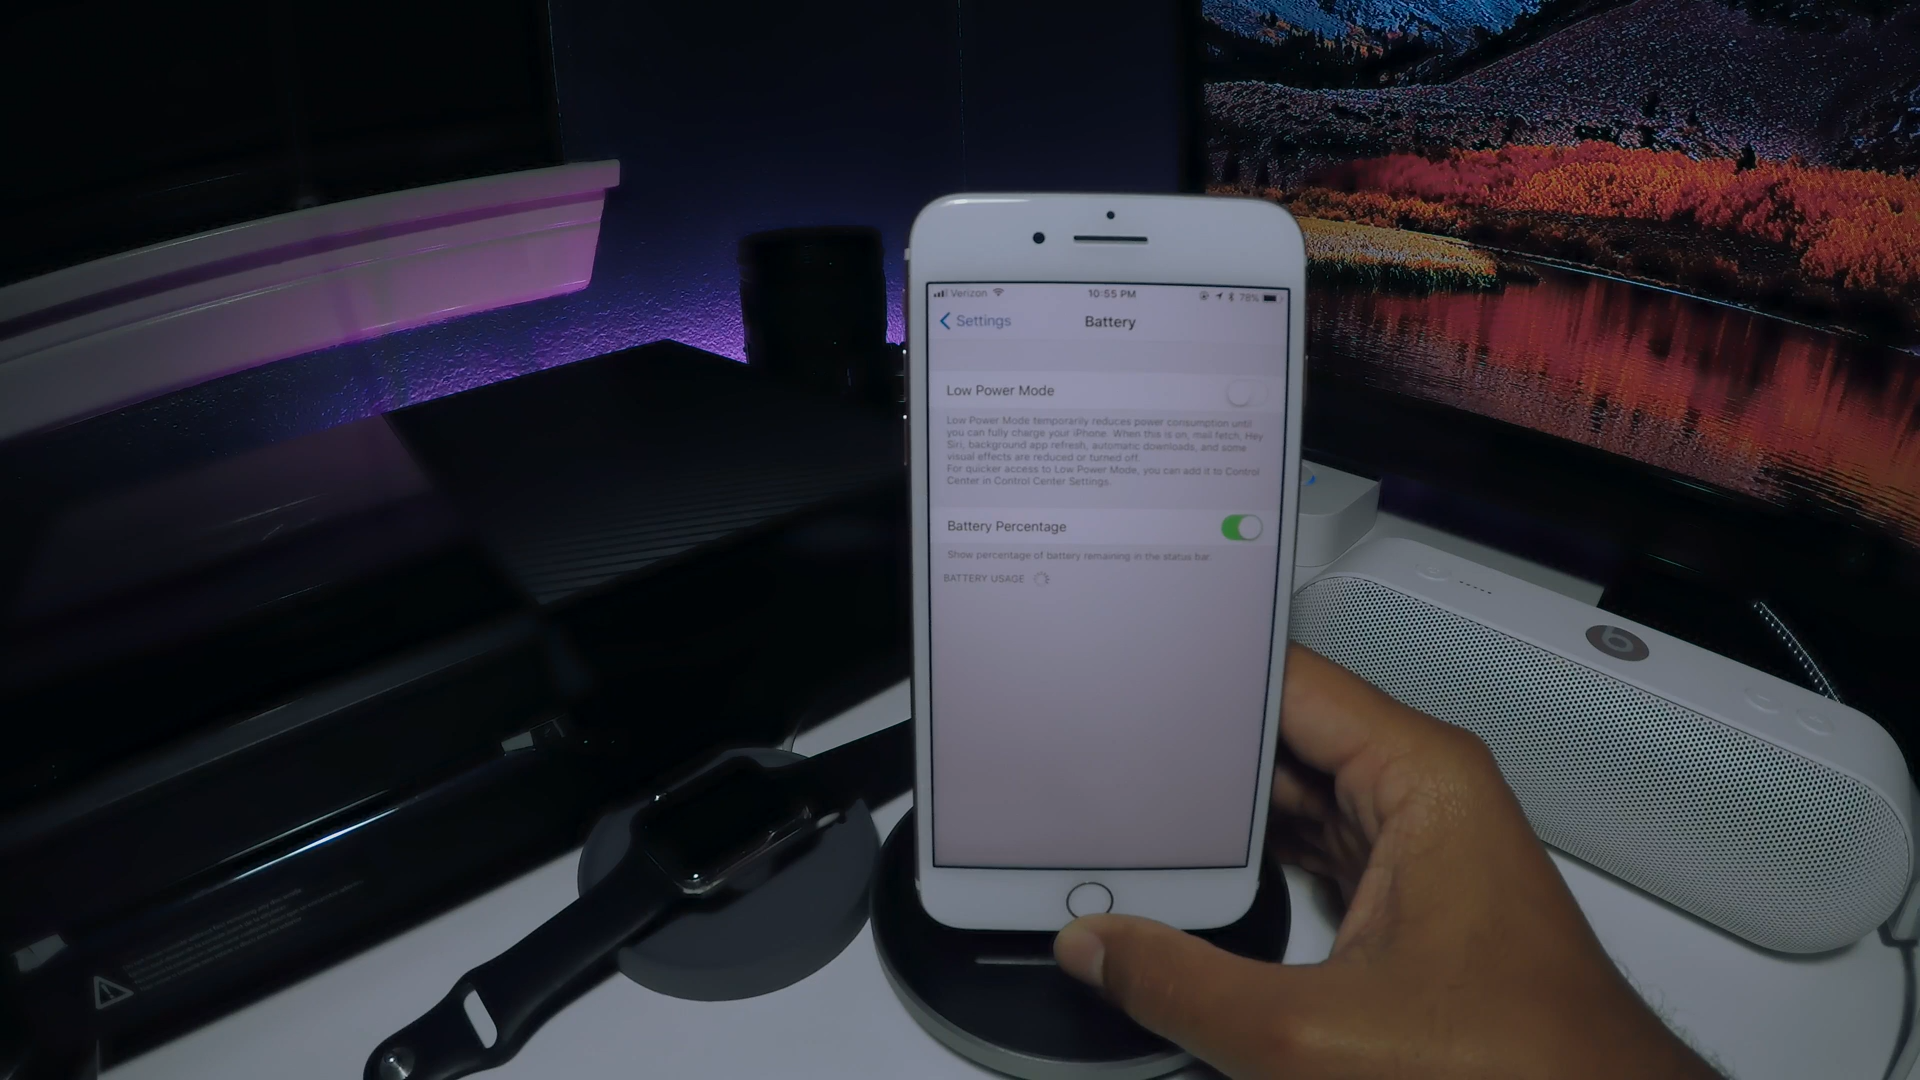 Verizon 10:55 PM 78%
Settings Battery
Low Power Mode
Low Power Mode temporarily reduces power consumption until
you can fully charge your iPhone. When this is on, mail fetch, Hey
Siri, background app refresh, automatic downloads, and some
visual effects are reduced or turned off.
For quicker access to Low Power Mode, you can add it to Control
Center in Control Center Settings.
Battery Percentage
Show percentage of battery remaining in the status bar.
BATTERY USAGE
b